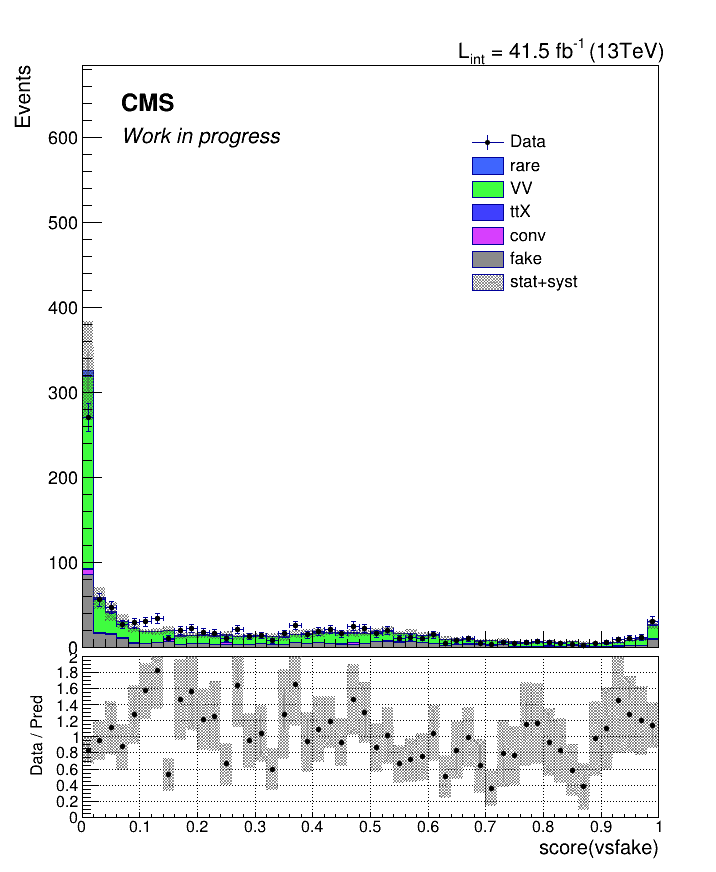 L_int = 41.5 fb^-1 (13TeV)
Events
CMS
Work in progress
Data
rare
VV
ttX
conv
fake
stat+syst
600
500
400
300
200
100
0
Data / Pred
2
1.8
1.6
1.4
1.2
1
0.8
0.6
0.4
0.2
0
0 0.1 0.2 0.3 0.4 0.5 0.6 0.7 0.8 0.9 1
score(vsfake)